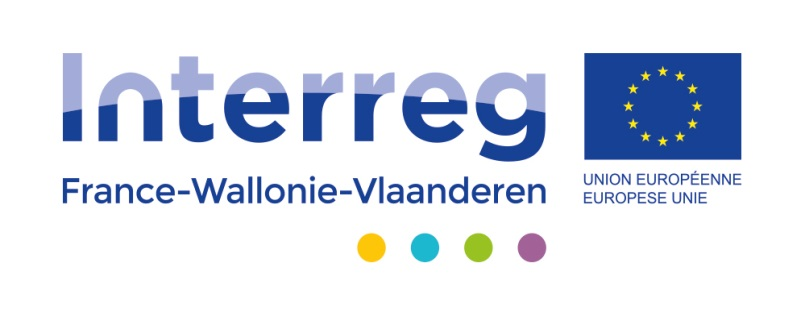 Interreg
France-Wallonie-Vlaanderen
UNION EUROPÉENNE
EUROPESE UNIE